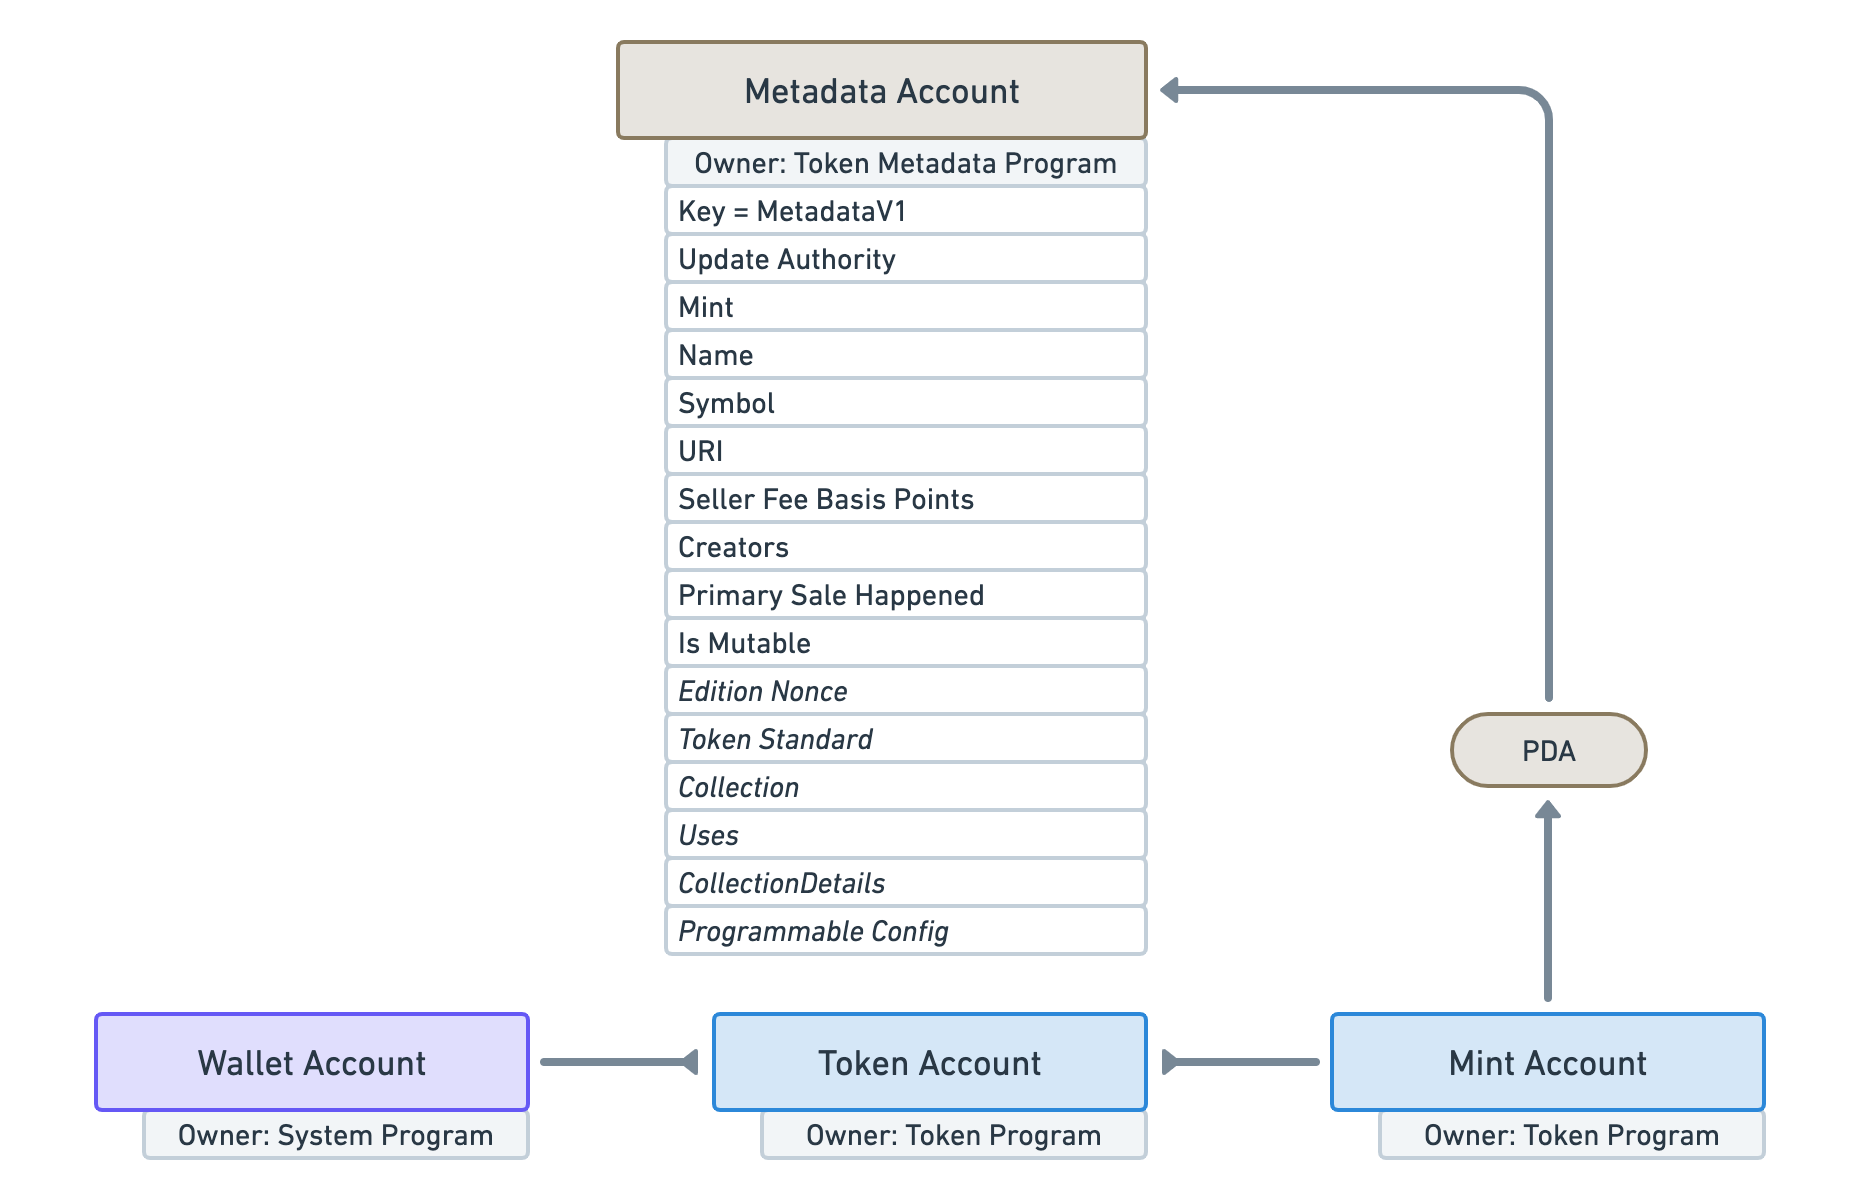 Metadata Account
Owner: Token Metadata Program
Key = MetadataV1
Update Authority
Mint
Name
Symbol
URI
Seller Fee Basis Points
Creators
Primary Sale Happened
Is Mutable
Edition Nonce
Token Standard
Collection
Uses
CollectionDetails
Programmable Config
PDA
Wallet Account
Owner: System Program
Token Account
Owner: Token Program
Mint Account
Owner: Token Program